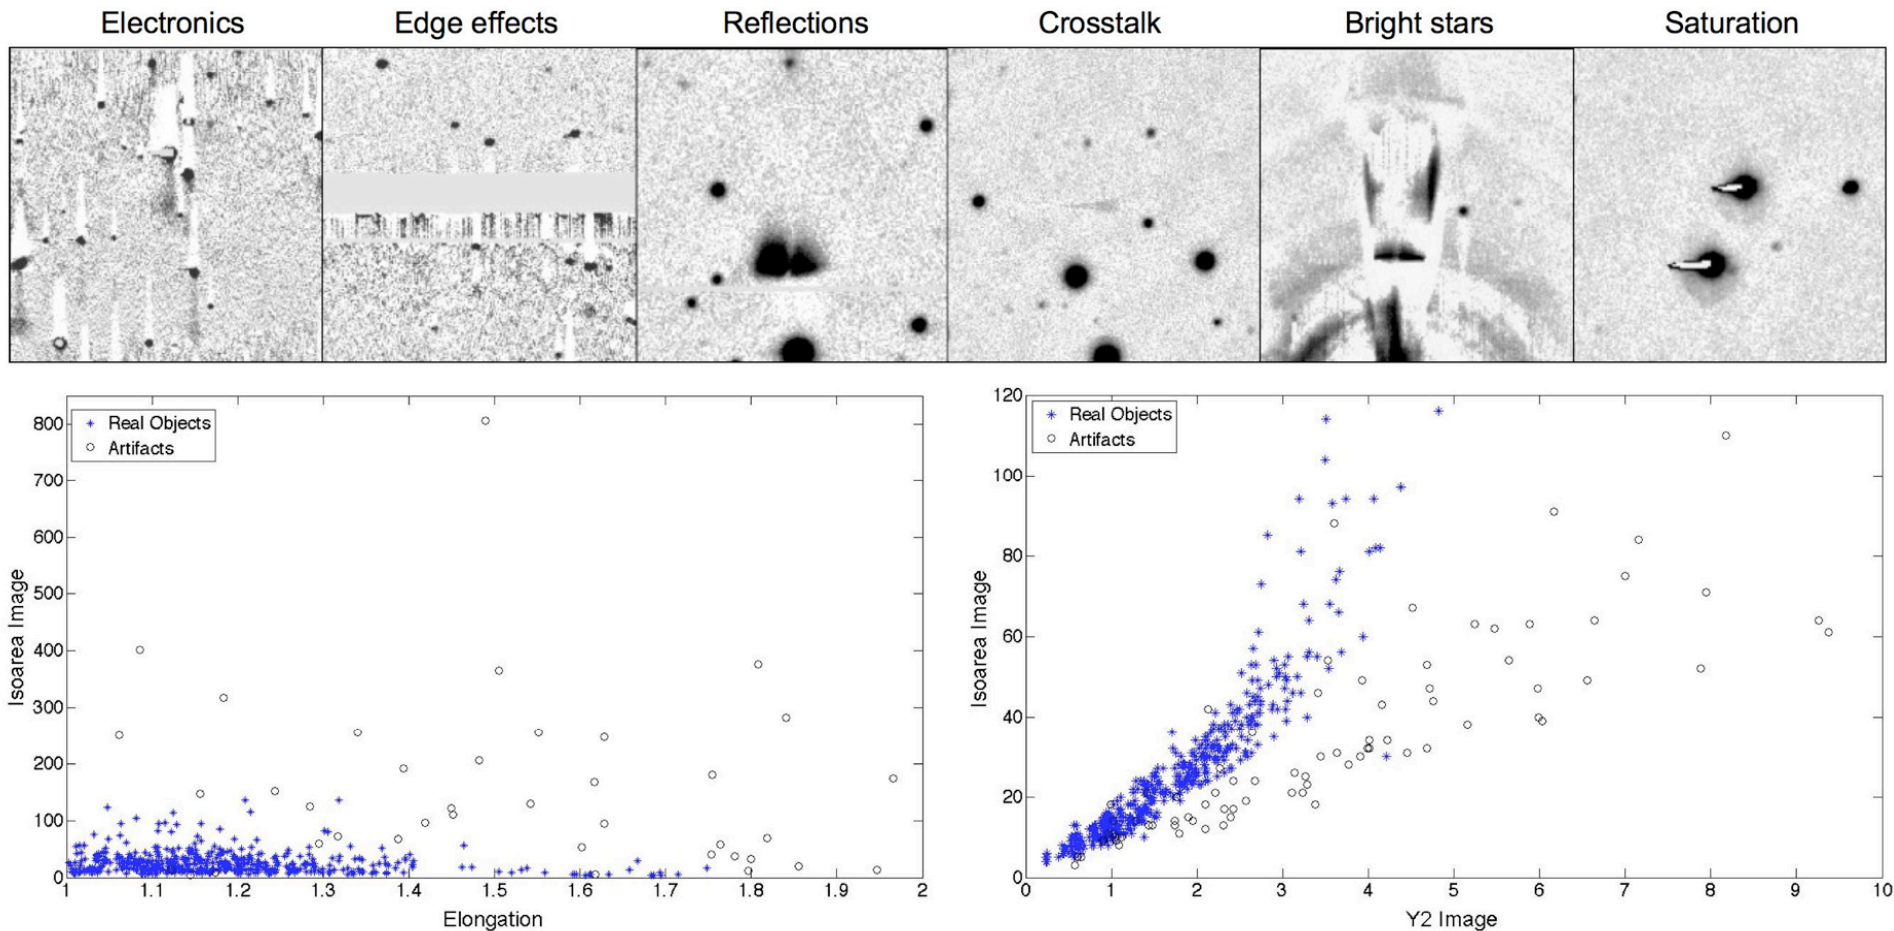 Electronics Edge effects Reflections Crosstalk Bright stars Saturation
Real Objects
Artifacts
800
700
600
500
400
300
200
100
0
Isoarea Image
1 1.1 1.2 1.3 1.4 1.5 1.6 1.7 1.8 1.9 2
Elongation
Real Objects
Artifacts
120
100
80
60
40
20
0
Isoarea Image
0 1 2 3 4 5 6 7 8 9 10
Y2 Image